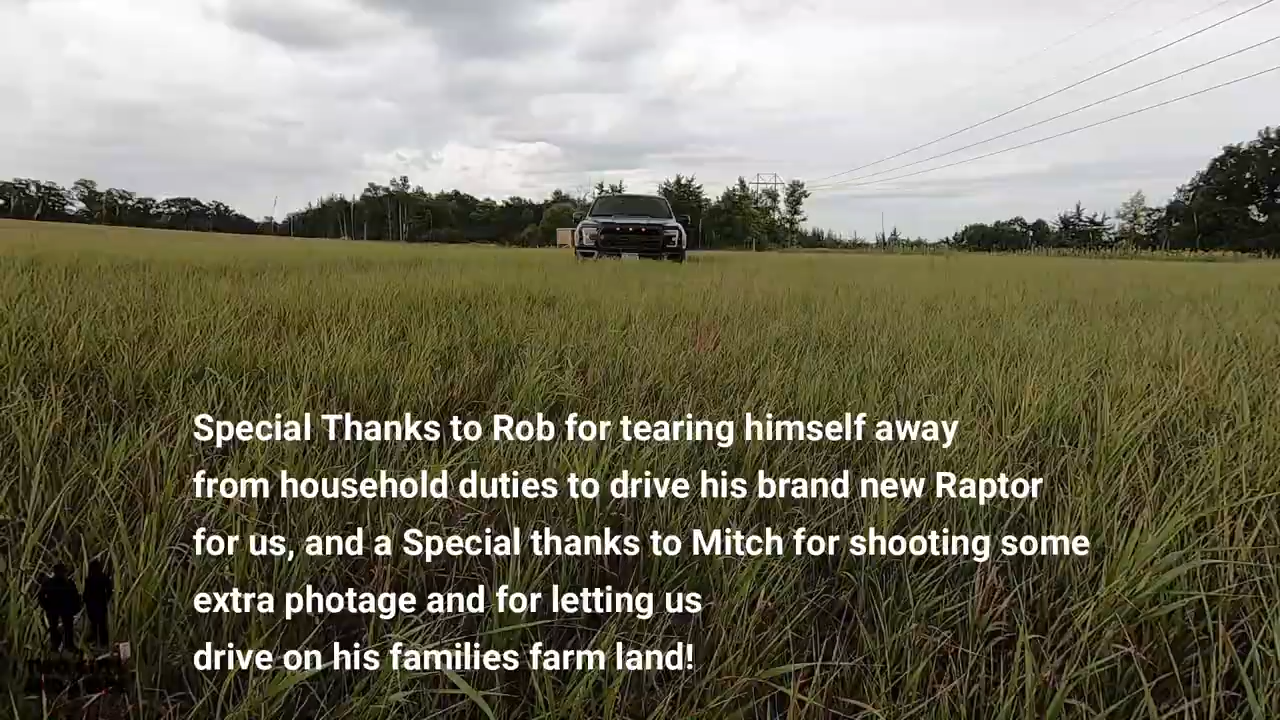 Special Thanks to Rob for tearing himself away
from household duties to drive his brand new Raptor
for us, and a Special thanks to Mitch for shooting some
extra photage and for letting us
drive on his families farm land!